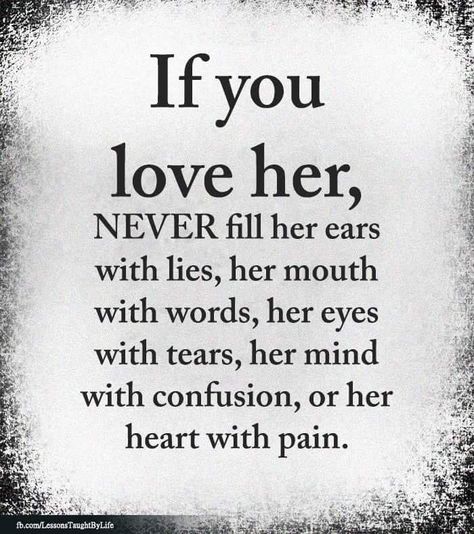 If you
love her,
NEVER fill her ears
with lies, her mouth
with words, her eyes
with tears, her mind
with confusion, or her
heart with pain.
fb.com/LessonsTaughtByLife